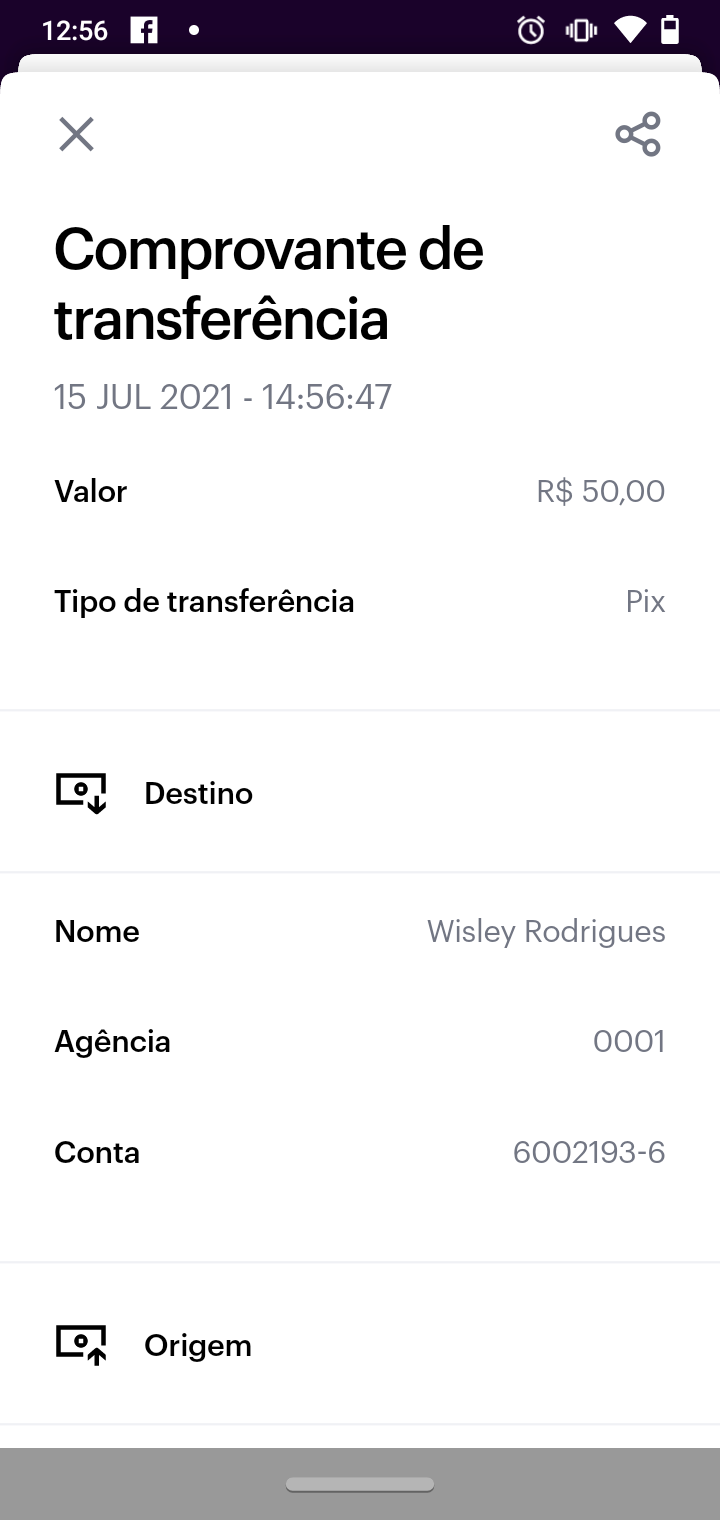 12:56
Comprovante de
transferência
15 JUL 2021 - 14:56:47
Valor R$ 50,00
Tipo de transferência Pix
Destino
Nome Wisley Rodrigues
Agência 0001
Conta 6002193-6
Origem